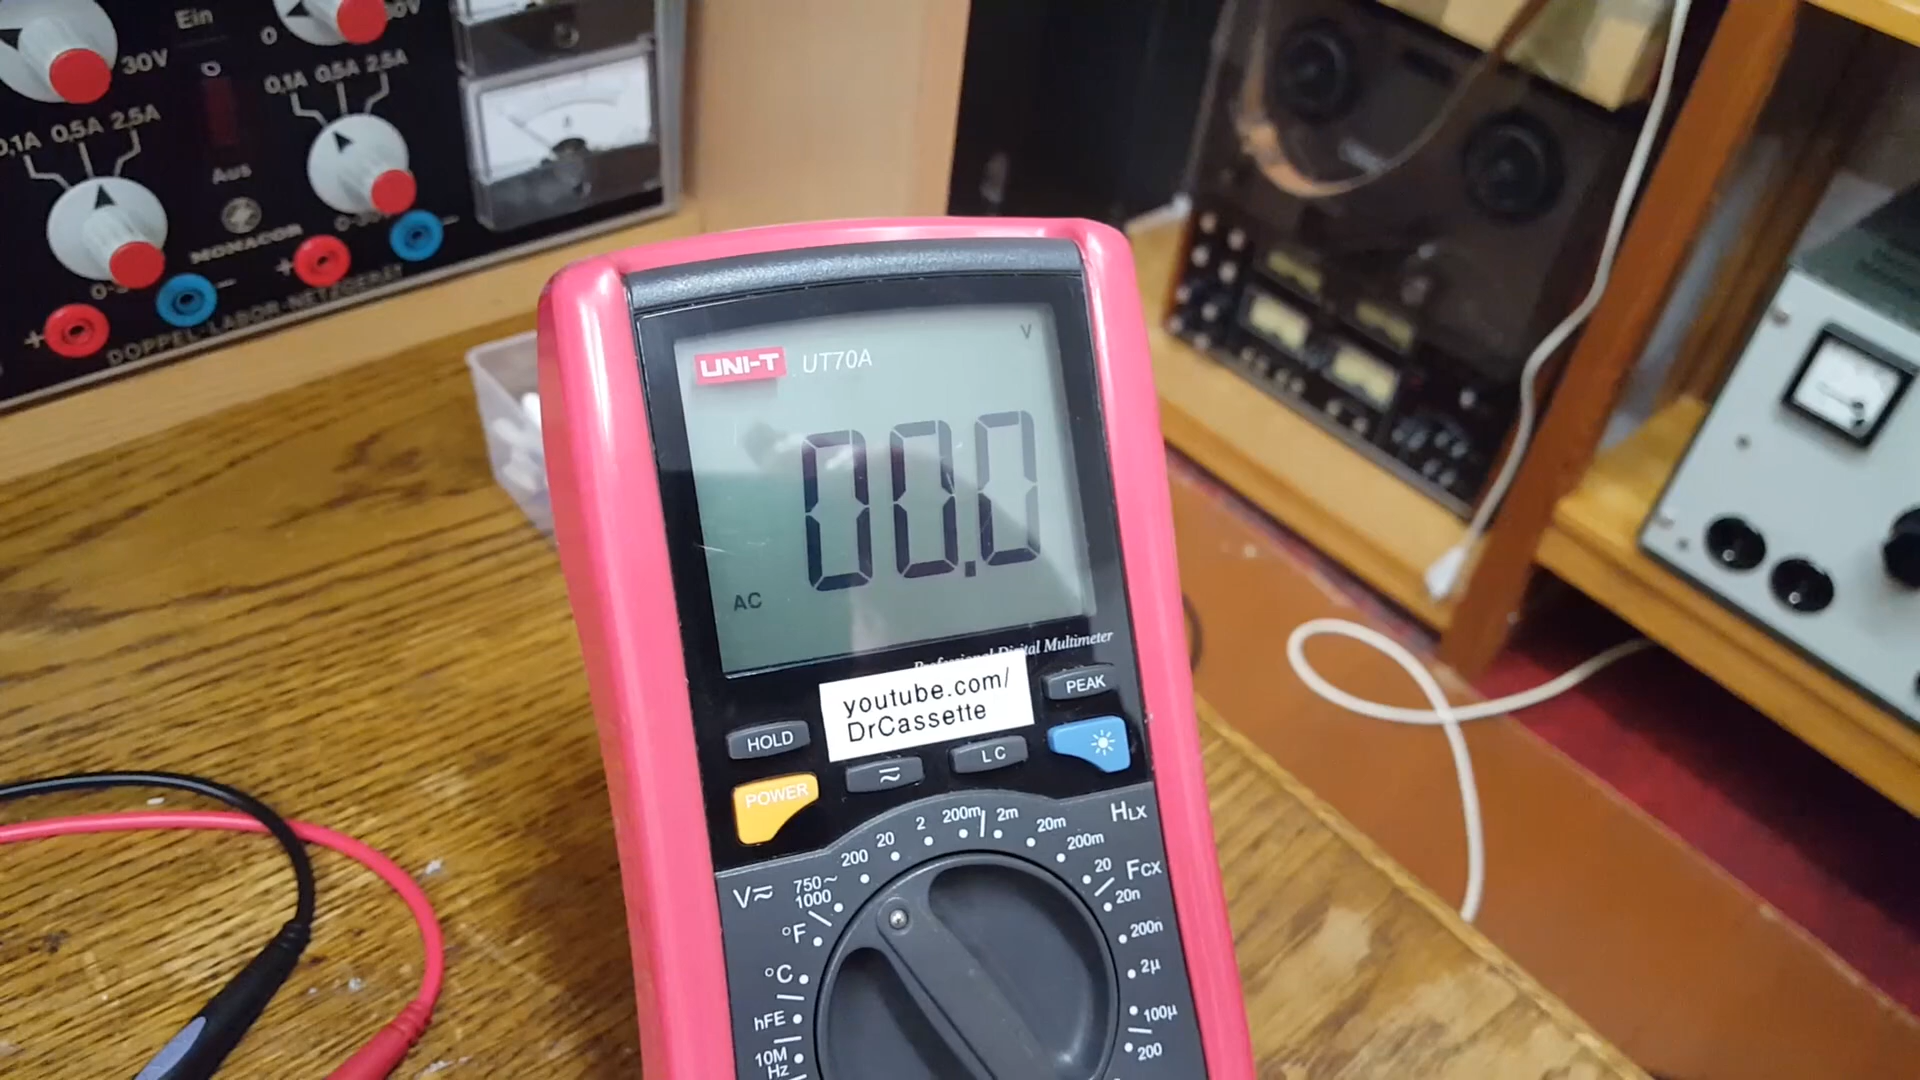 Ein
30V
0
0,1A 0,5A 2,5A
0,1A 0,5A 2,5A
Aus
MONACOR
+
-
+
-
DOPPEL-LABOR-NETZGERÄT
V
UNI-T UT70A
00.0
AC
Professional Digital Multimeter
youtube.com/
DrCassette
PEAK
HOLD
LC
POWER
V
750~
1000
200
20
2
200m
2m
20m
200m
HLX
20
FCX
20n
200n
2µ
100µ
200
°F
°C
hFE
10M
Hz